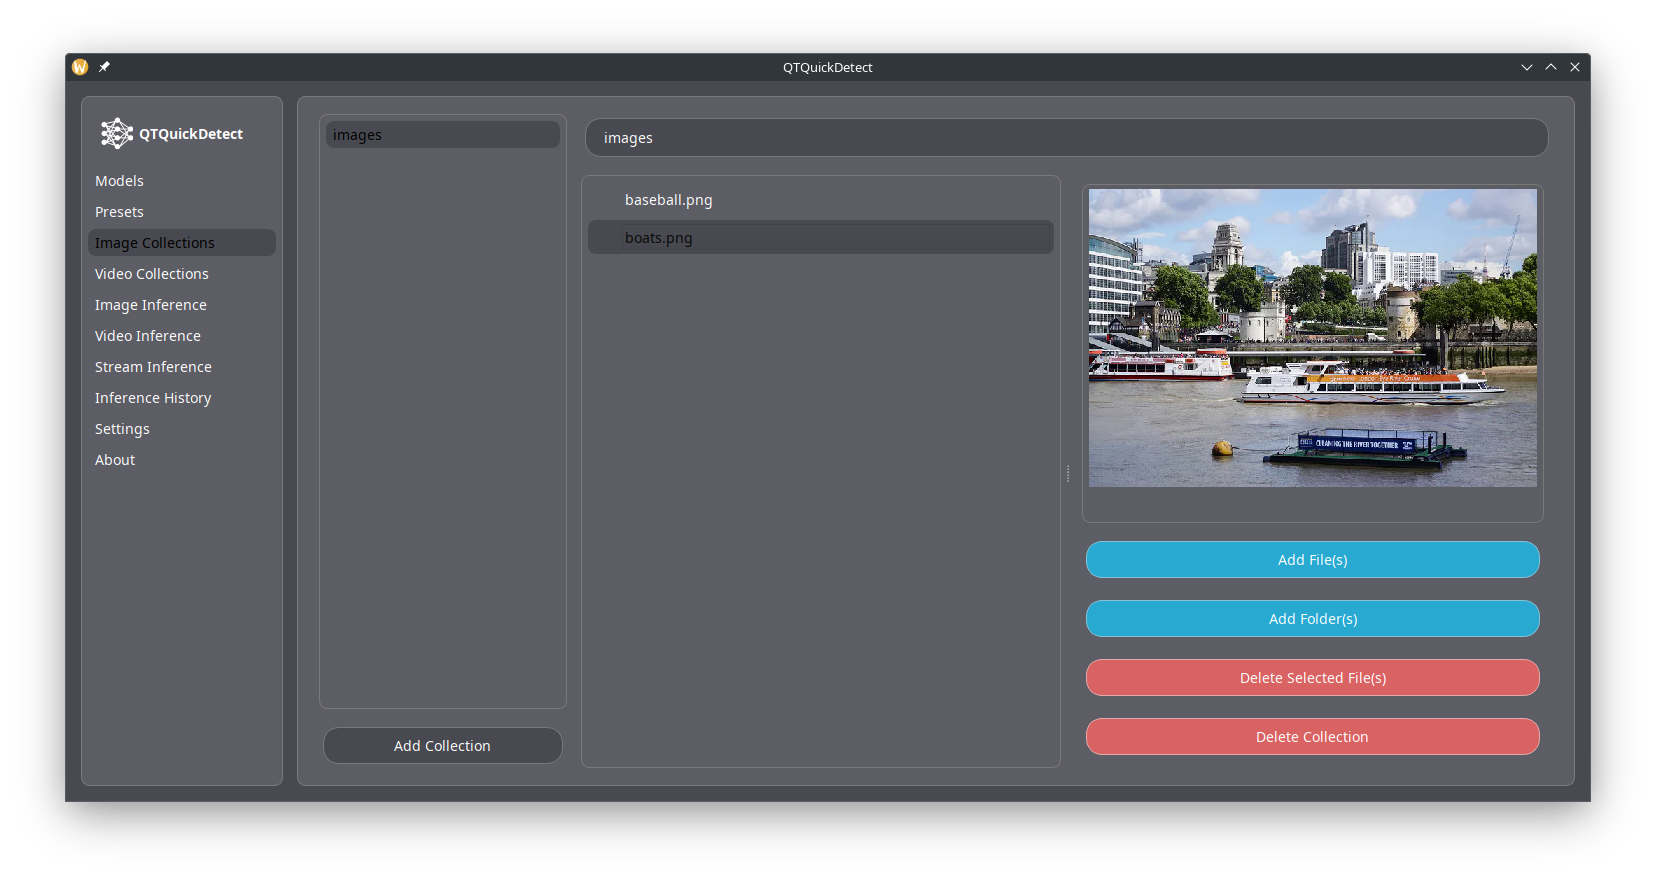 QTQuickDetect
QTQuickDetect
Models
Presets
Image Collections
Video Collections
Image Inference
Video Inference
Stream Inference
Inference History
Settings
About
images
Add Collection
images
baseball.png
boats.png
CLEANING THE RIVER TOGETHER
Add File(s)
Add Folder(s)
Delete Selected File(s)
Delete Collection